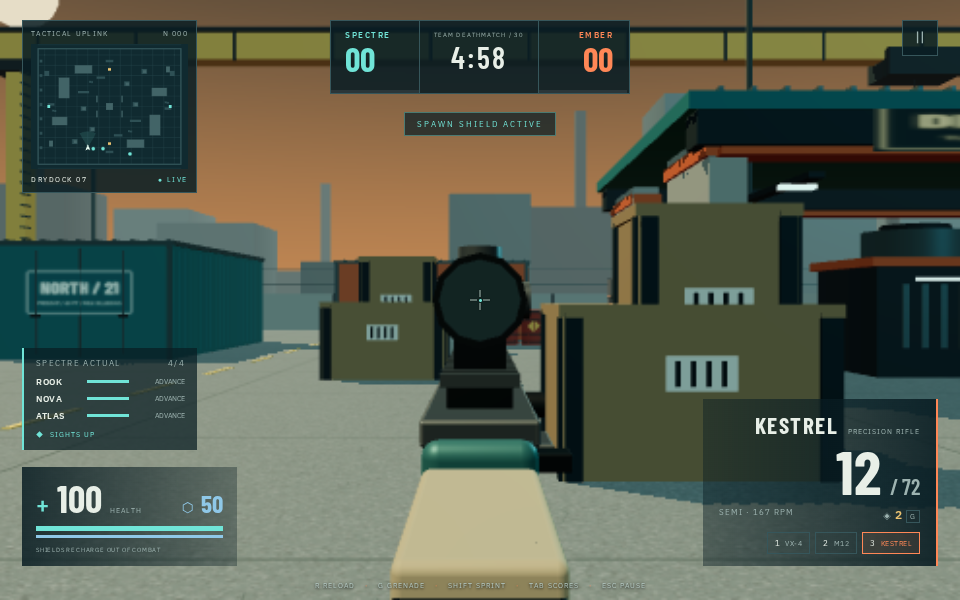 TACTICAL UPLINK N 000
DRYDOCK 07 • LIVE
SPECTRE
00
TEAM DEATHMATCH / 30
4:58
EMBER
00
SPAWN SHIELD ACTIVE
NORTH / 21
SPECTRE ACTUAL 4/4
ROOK ADVANCE
NOVA ADVANCE
ATLAS ADVANCE
SIGHTS UP
+ 100 HEALTH 50
SHIELDS RECHARGE OUT OF COMBAT
KESTREL PRECISION RIFLE
12 / 72
SEMI · 167 RPM
2 G
1 VX-4 2 M12 3 KESTREL
R RELOAD G GRENADE SHIFT SPRINT TAB SCORES ESC PAUSE